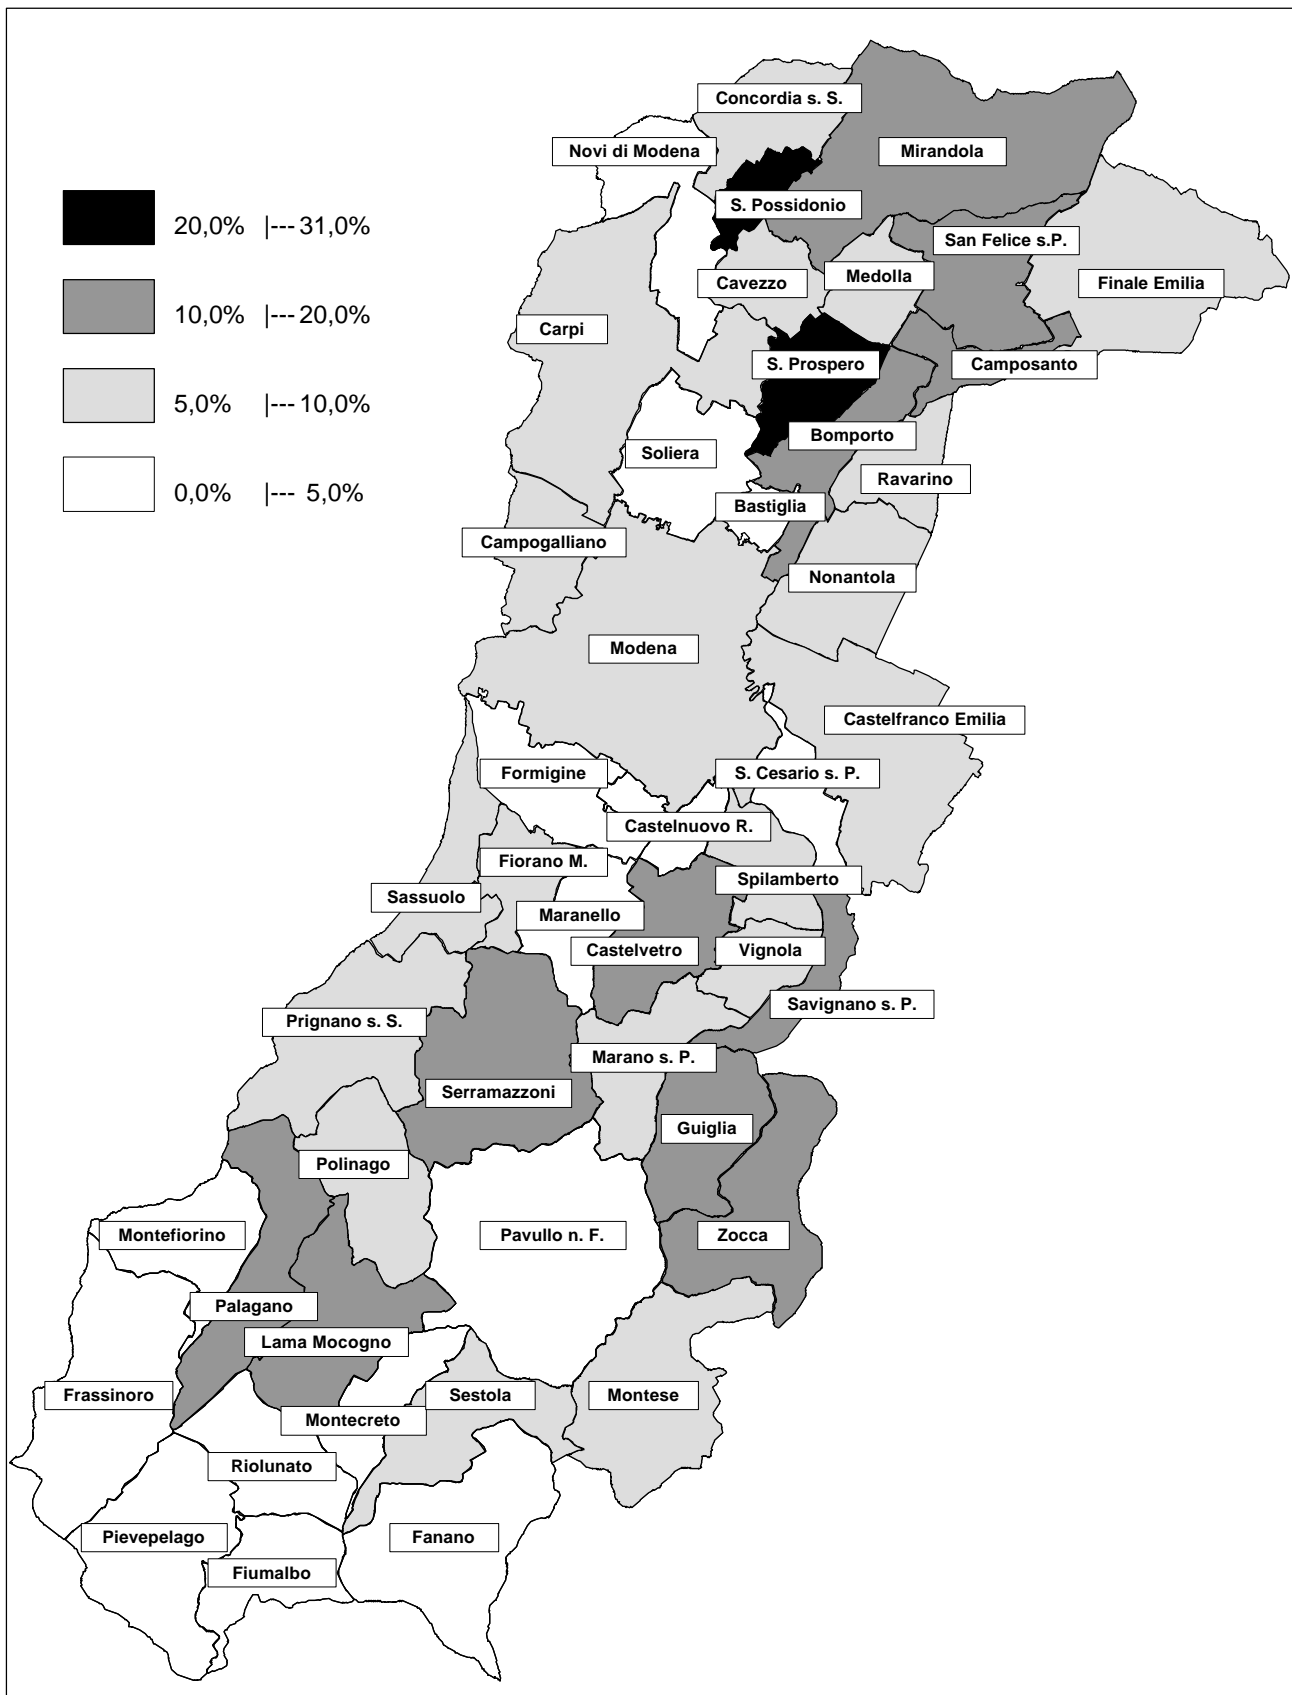 Concordia s. S.
Novi di Modena
Mirandola
S. Possidonio
20,0% |--- 31,0%
San Felice s.P.
Cavezzo
Medolla
Finale Emilia
10,0% |--- 20,0%
Carpi
S. Prospero
Camposanto
5,0% |--- 10,0%
Bomporto
Soliera
Ravarino
0,0% |--- 5,0%
Bastiglia
Campogalliano
Nonantola
Modena
Castelfranco Emilia
Formigine
S. Cesario s. P.
Castelnuovo R.
Fiorano M.
Spilamberto
Sassuolo
Maranello
Castelvetro
Vignola
Savignano s. P.
Prignano s. S.
Marano s. P.
Serramazzoni
Guiglia
Polinago
Montefiorino
Pavullo n. F.
Zocca
Palagano
Lama Mocogno
Frassinoro
Sestola
Montese
Montecreto
Riolunato
Pievepelago
Fanano
Fiumalbo